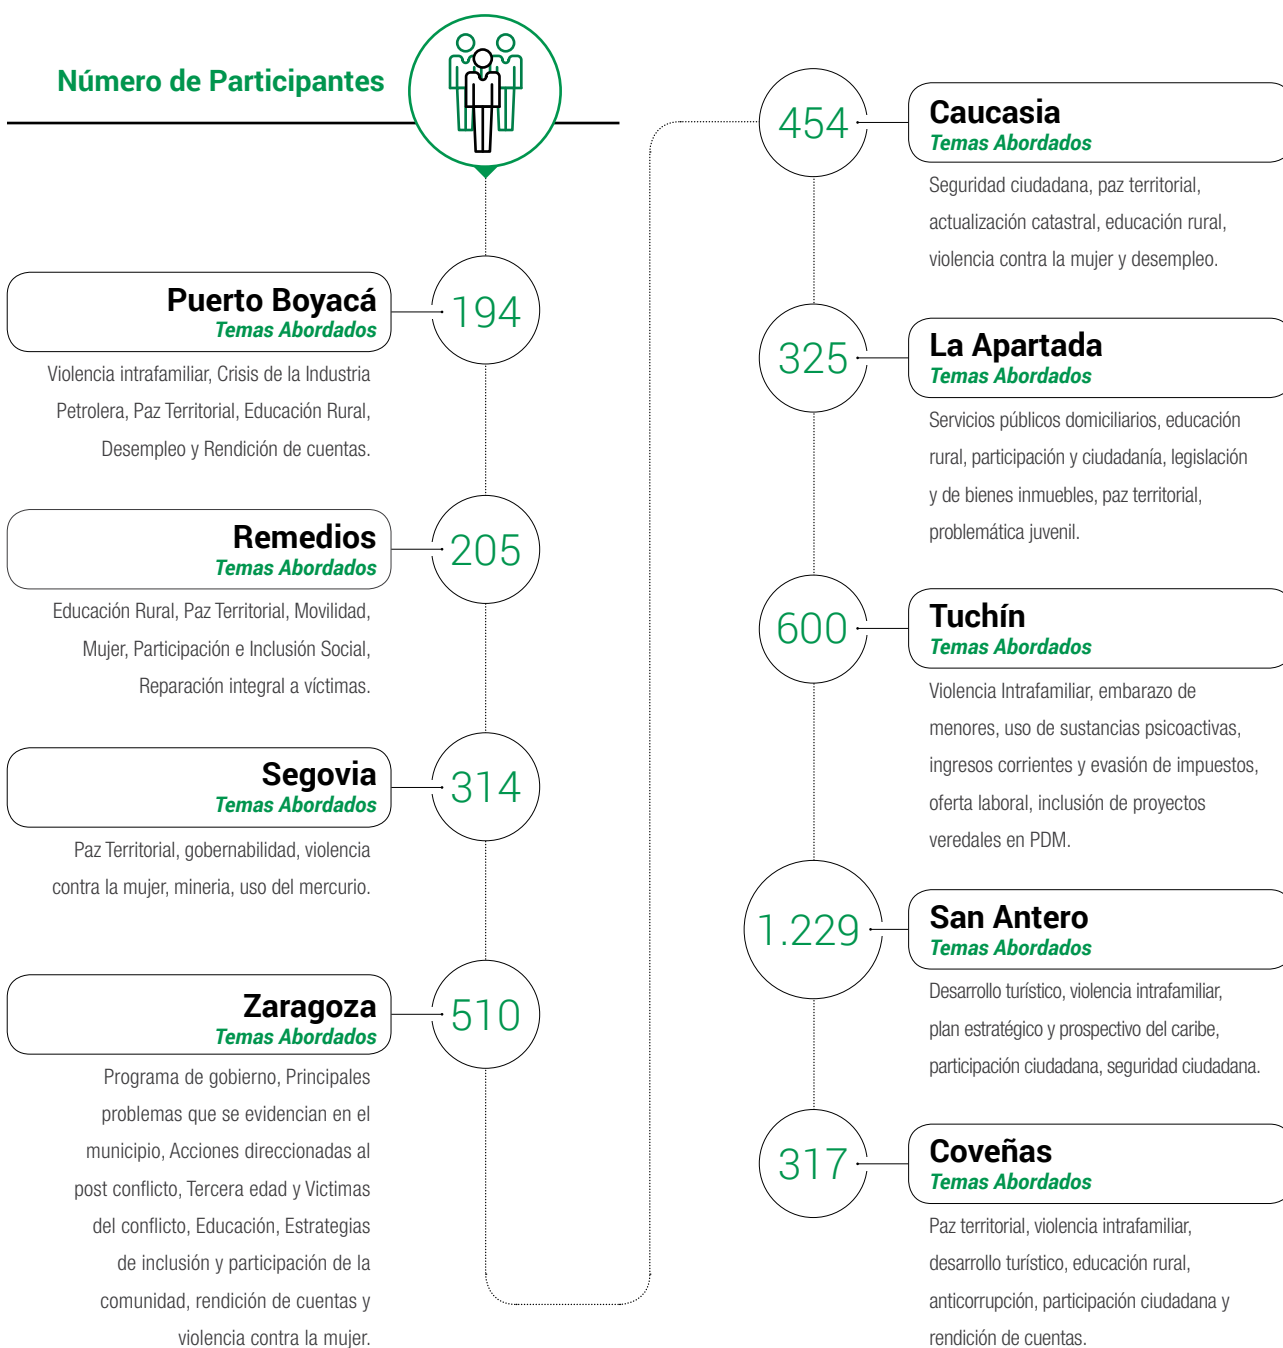 Número de Participantes
194
Puerto Boyacá
Temas Abordados
Violencia intrafamiliar, Crisis de la Industria
Petrolera, Paz Territorial, Educación Rural,
Desempleo y Rendición de cuentas.
205
Remedios
Temas Abordados
Educación Rural, Paz Territorial, Movilidad,
Mujer, Participación e Inclusión Social,
Reparación integral a víctimas.
314
Segovia
Temas Abordados
Paz Territorial, gobernabilidad, violencia
contra la mujer, mineria, uso del mercurio.
510
Zaragoza
Temas Abordados
Programa de gobierno, Principales
problemas que se evidencian en el
municipio, Acciones direccionadas al
post conflicto, Tercera edad y Victimas
del conflicto, Educación, Estrategias
de inclusión y participación de la
comunidad, rendición de cuentas y
violencia contra la mujer.
454
Caucasia
Temas Abordados
Seguridad ciudadana, paz territorial,
actualización catastral, educación rural,
violencia contra la mujer y desempleo.
325
La Apartada
Temas Abordados
Servicios públicos domiciliarios, educación
rural, participación y ciudadanía, legislación
y de bienes inmuebles, paz territorial,
problemática juvenil.
600
Tuchín
Temas Abordados
Violencia Intrafamiliar, embarazo de
menores, uso de sustancias psicoactivas,
ingresos corrientes y evasión de impuestos,
oferta laboral, inclusión de proyectos
veredales en PDM.
1.229
San Antero
Temas Abordados
Desarrollo turístico, violencia intrafamiliar,
plan estratégico y prospectivo del caribe,
participación ciudadana, seguridad ciudadana.
317
Coveñas
Temas Abordados
Paz territorial, violencia intrafamiliar,
desarrollo turístico, educación rural,
anticorrupción, participación ciudadana y
rendición de cuentas.